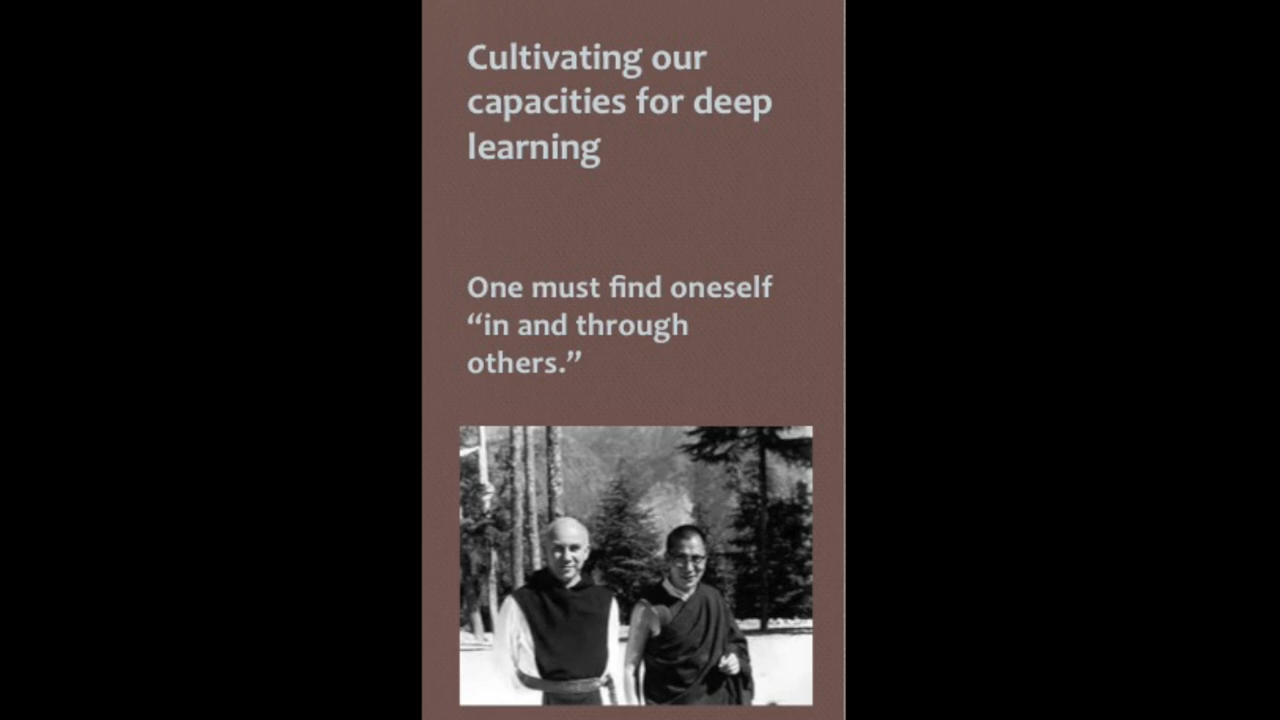 Cultivating our
capacities for deep
learning
One must find oneself
“in and through
others.”